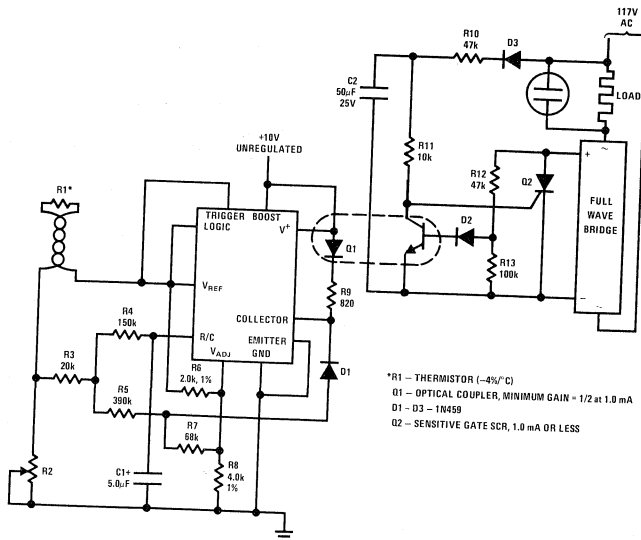 117V
AC
R10
47k
D3
C2
50µF
25V
LOAD
R11
10k
+10V
UNREGULATED
R12
47k
Q2
+
~
R1*
TRIGGER BOOST
LOGIC
V+
D2
FULL
WAVE
BRIDGE
Q1
R13
100k
VREF
R9
820
−
~
R4
150k
COLLECTOR
R/C
EMITTER
GND
VADJ
R3
20k
R6
2.0k, 1%
D1
*R1 – THERMISTOR (–4%/°C)
Q1 – OPTICAL COUPLER, MINIMUM GAIN = 1/2 at 1.0 mA
D1 - D3 - 1N459
Q2 – SENSITIVE GATE SCR, 1.0 mA OR LESS
R5
390k
R7
68k
R2
C1+
5.0µF
R8
4.0k
1%